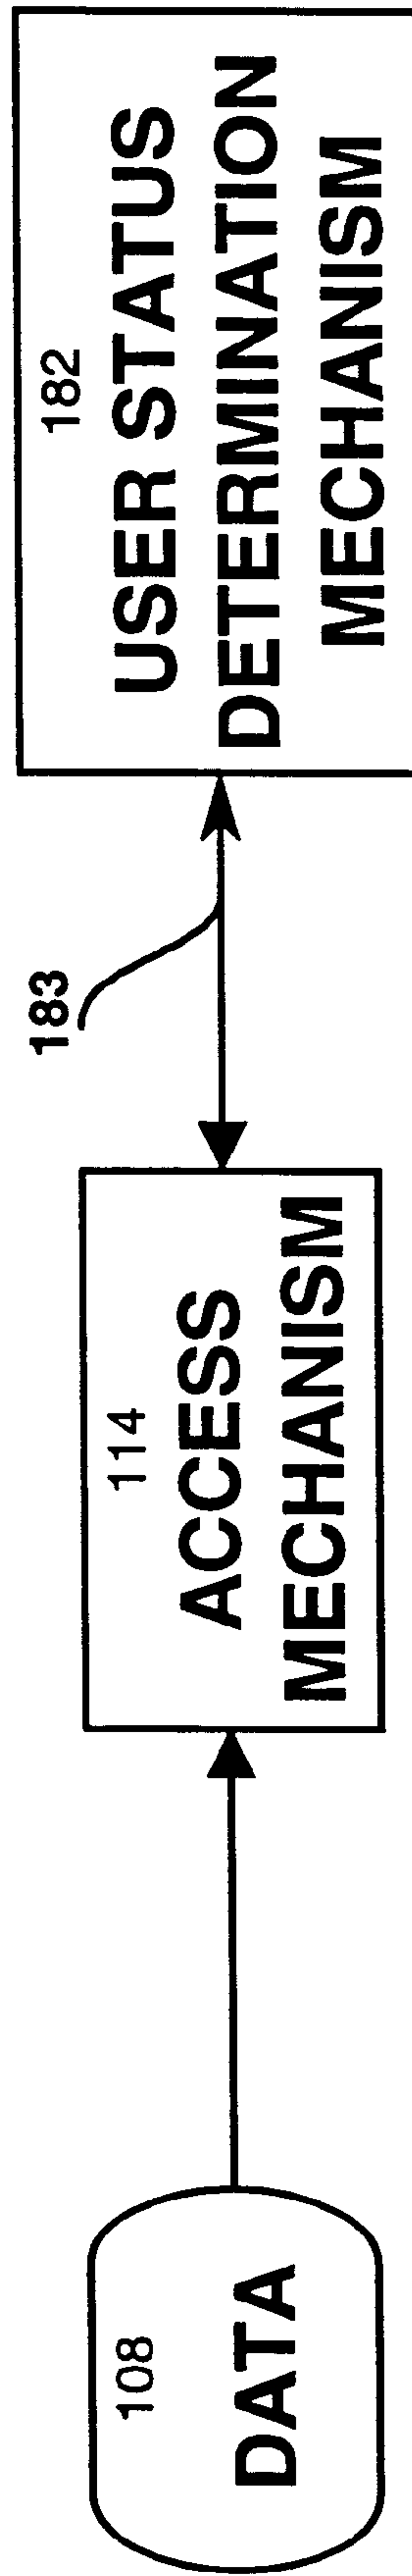 108
DATA
114
ACCESS
MECHANISM
183
182
USER STATUS
DETERMINATION
MECHANISM